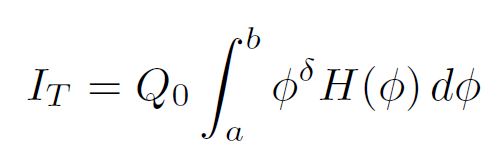 I_T = Q_0 \int_a^b \phi^\delta H(\phi) \, d\phi